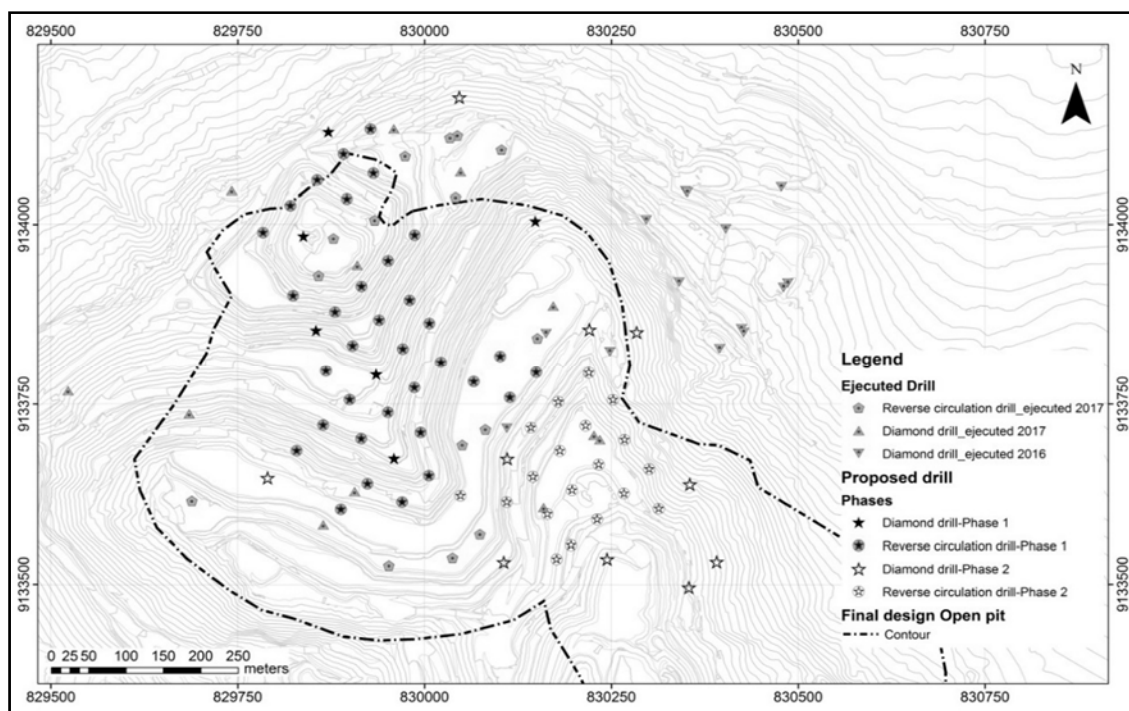 829500 829750 830000 830250 830500 830750
N
9134000 9134000
9133750 9133750
9133500 9133500
Legend
Ejecuted Drill
Reverse circulation drill_ejecuted 2017
Diamond drill_ejecuted 2017
Diamond drill_ejecuted 2016
Proposed drill
Phases
Diamond drill-Phase 1
Reverse circulation drill-Phase 1
Diamond drill-Phase 2
Reverse circulation drill-Phase 2
Final design Open pit
Contour
0 25 50 100 150 200 250
meters
829500 829750 830000 830250 830500 830750